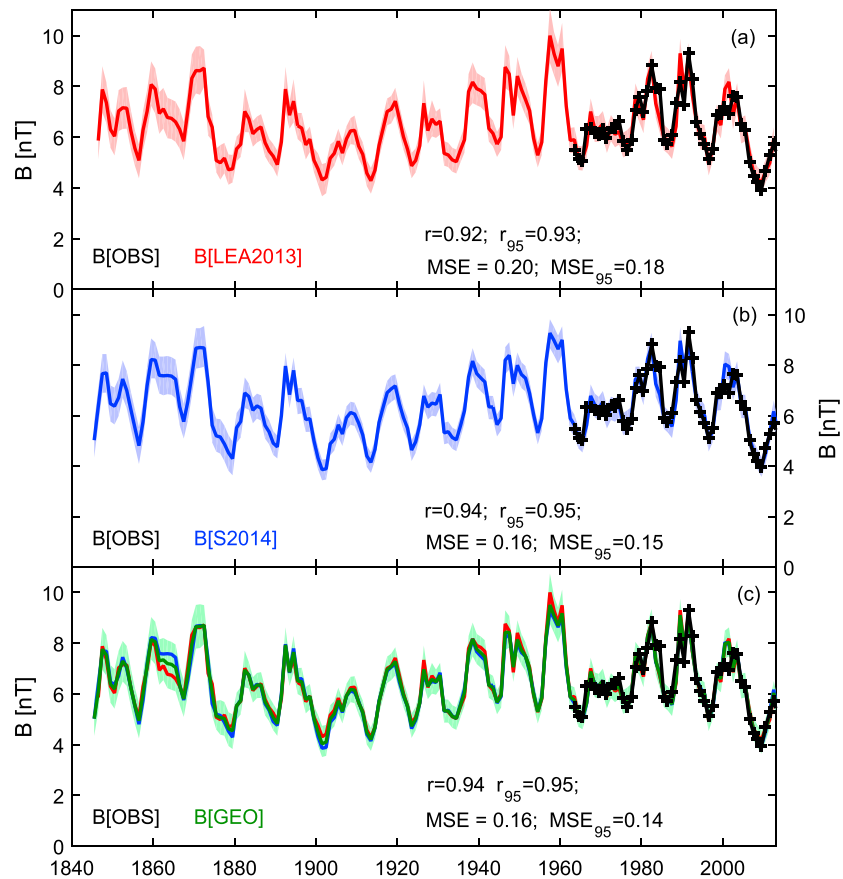 (a)
10
8
6
4
2
0
B [nT]
r=0.92; r95=0.93;
B[OBS] B[LEA2013]
MSE = 0.20; MSE95=0.18
(b)
10
8
6
4
2
0
B [nT]
r=0.94; r95=0.95;
B[OBS] B[S2014]
MSE = 0.16; MSE95=0.15
(c)
10
8
6
4
2
0
B [nT]
r=0.94 r95=0.95;
B[OBS] B[GEO]
MSE = 0.16; MSE95=0.14
1840 1860 1880 1900 1920 1940 1960 1980 2000